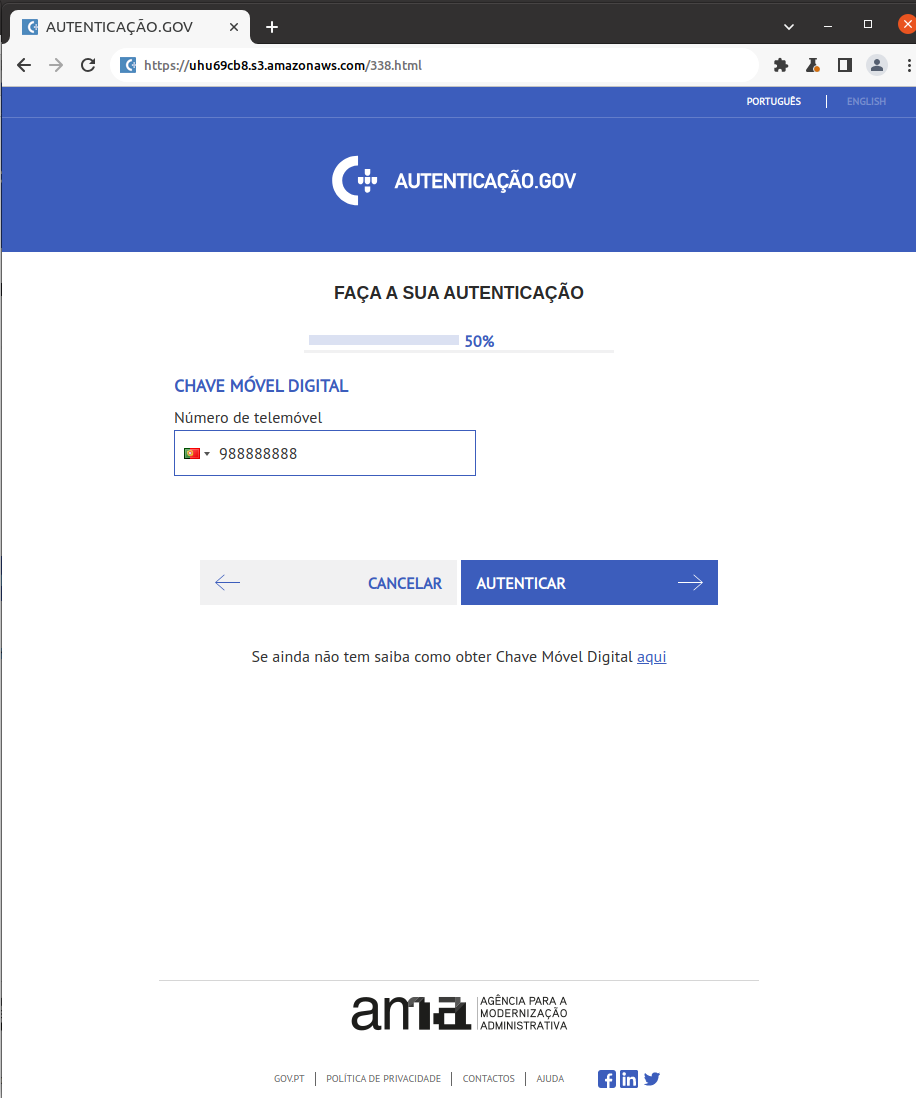 AUTENTICAÇÃO.GOV
https://uhu69cb8.s3.amazonaws.com/338.html
PORTUGUÊS | ENGLISH
AUTENTICAÇÃO.GOV
FAÇA A SUA AUTENTICAÇÃO
50%
CHAVE MÓVEL DIGITAL
Número de telemóvel
988888888
CANCELAR AUTENTICAR
Se ainda não tem saiba como obter Chave Móvel Digital aqui
ama AGÊNCIA PARA A
MODERNIZAÇÃO
ADMINISTRATIVA
GOV.PT | POLÍTICA DE PRIVACIDADE | CONTACTOS | AJUDA